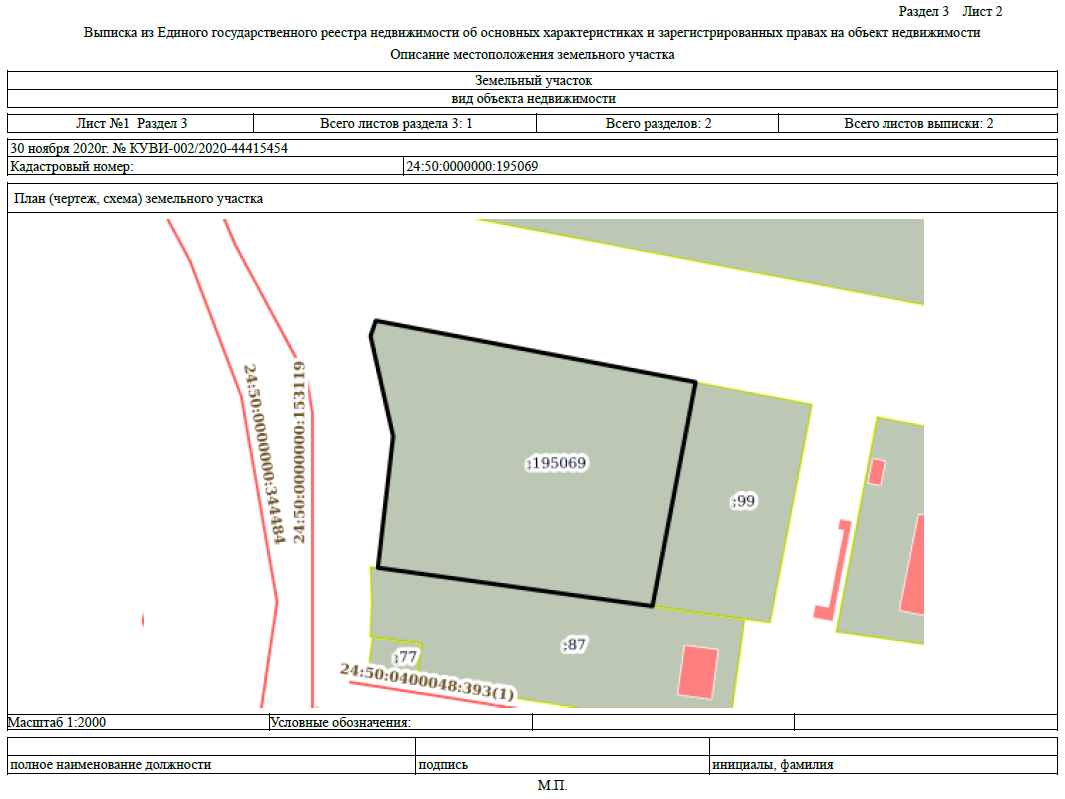 Раздел 3 Лист 2
Выписка из Единого государственного реестра недвижимости об основных характеристиках и зарегистрированных правах на объект недвижимости
Описание местоположения земельного участка
Земельный участок
вид объекта недвижимости
Лист №1 Раздел 3 Всего листов раздела 3: 1 Всего разделов: 2 Всего листов выписки: 2
30 ноября 2020г. № КУВИ-002/2020-44415454
Кадастровый номер: 24:50:0000000:195069
План (чертеж, схема) земельного участка
24:50:0000000:344484
24:50:0000000:153119
:195069
:99
:87
:77
24:50:0400048:393(1)
Масштаб 1:2000 Условные обозначения:
полное наименование должности подпись инициалы, фамилия
М.П.